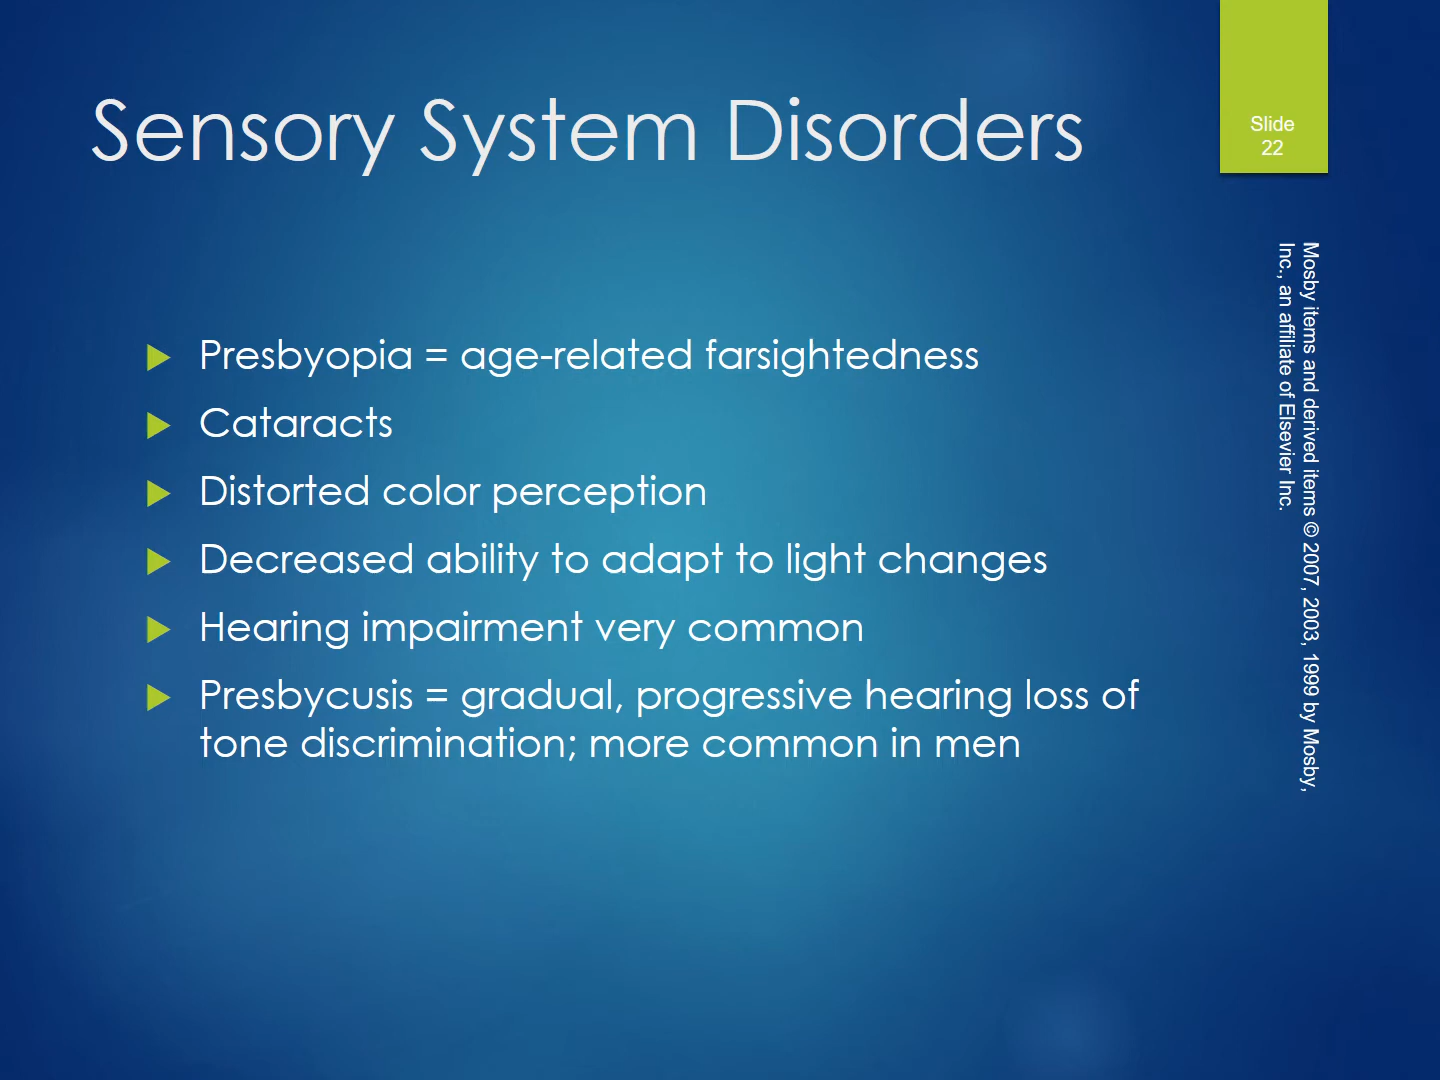 Sensory System Disorders
Slide
22
Presbyopia = age-related farsightedness
Cataracts
Distorted color perception
Decreased ability to adapt to light changes
Hearing impairment very common
Presbycusis = gradual, progressive hearing loss of
tone discrimination; more common in men
Mosby items and derived items © 2007, 2003, 1999 by Mosby,
Inc., an affiliate of Elsevier Inc.